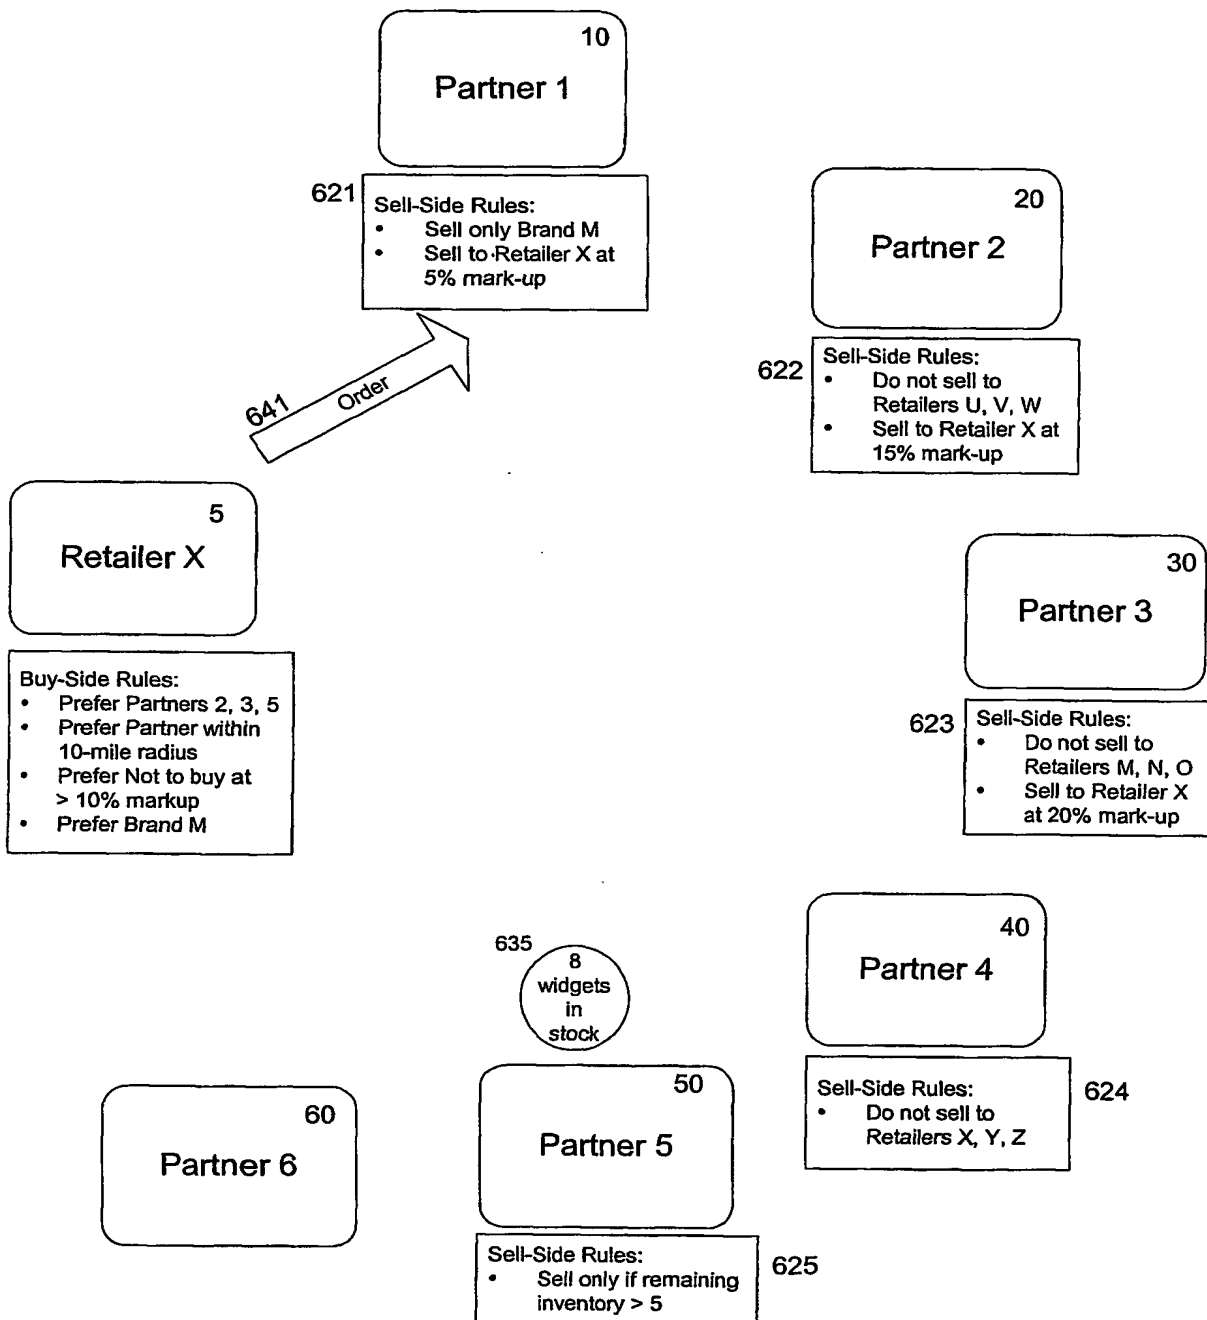 10
Partner 1
621
Sell-Side Rules:
• Sell only Brand M
• Sell to Retailer X at
5% mark-up
20
Partner 2
622
Sell-Side Rules:
• Do not sell to
Retailers U, V, W
• Sell to Retailer X at
15% mark-up
641
Order
5
Retailer X
Buy-Side Rules:
• Prefer Partners 2, 3, 5
• Prefer Partner within
10-mile radius
• Prefer Not to buy at
> 10% markup
• Prefer Brand M
30
Partner 3
623
Sell-Side Rules:
• Do not sell to
Retailers M, N, O
• Sell to Retailer X
at 20% mark-up
40
Partner 4
624
Sell-Side Rules:
• Do not sell to
Retailers X, Y, Z
635
8
widgets
in
stock
50
Partner 5
625
Sell-Side Rules:
• Sell only if remaining
inventory > 5
60
Partner 6